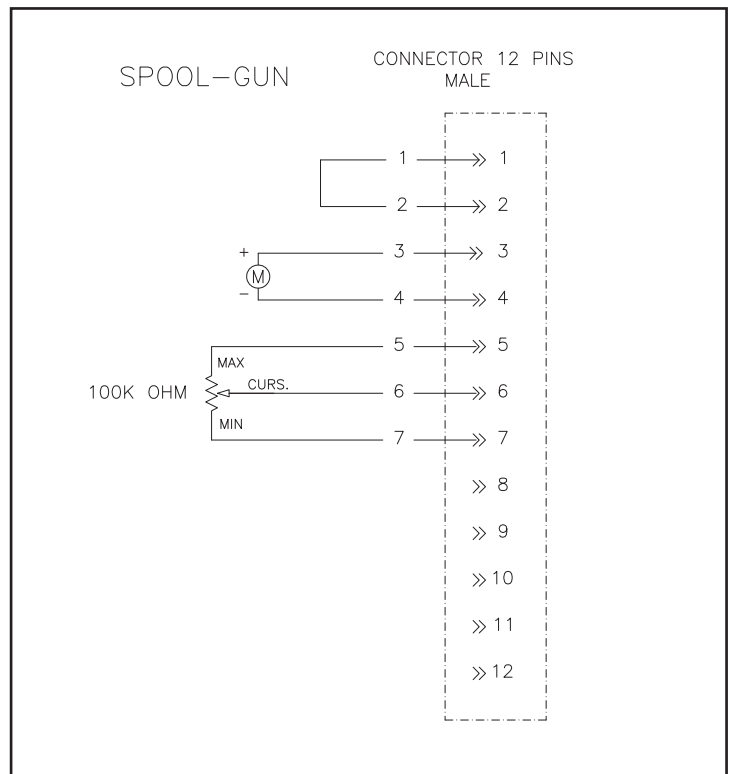 SPOOL-GUN
CONNECTOR 12 PINS
MALE
1 1
2 2
+ 3 3
M
- 4 4
5 5
MAX
100K OHM CURS. 6 6
MIN
7 7
8
9
10
11
12